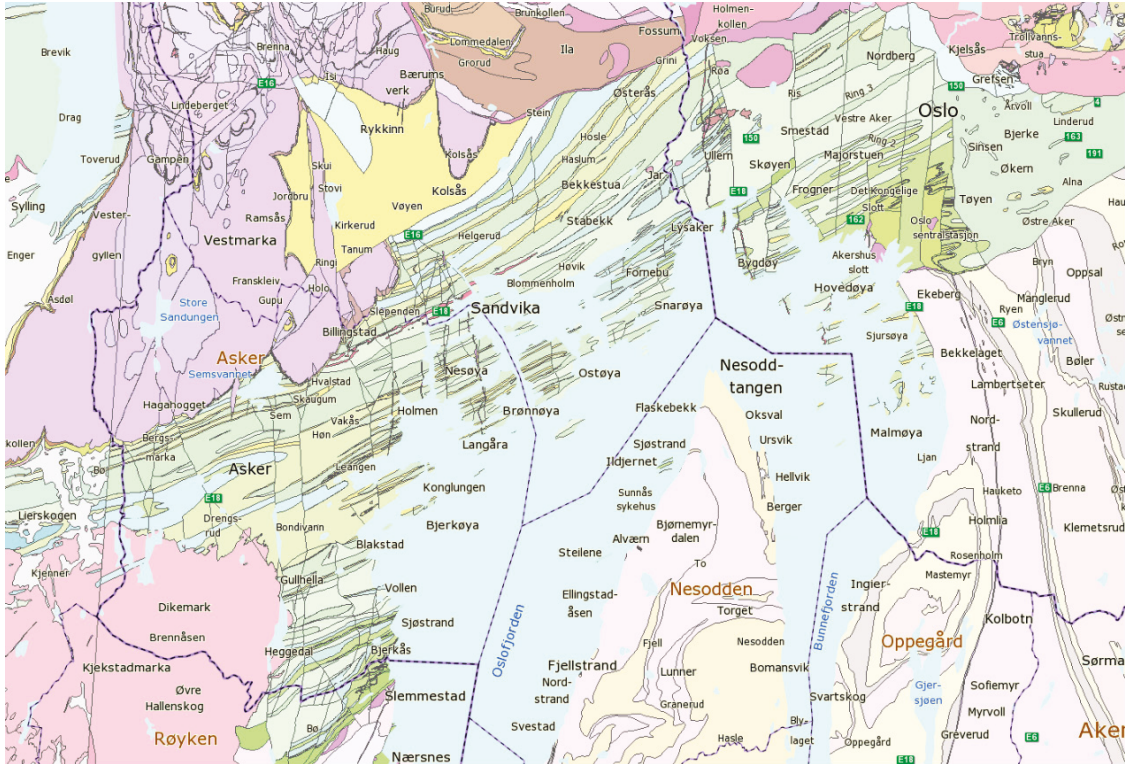 Burud
Brunkollen
Holmen-
kollen
Fossum
Voksen
Brevik
Brenna
Haug
Lommedalen
Grorud
Ila
Grini
Røa
Nordberg
Kjelsås
Trollvanns-
stua
Grefsen
E16
Isi
Bærums
verk
Østerås
Ris
Ring 3
150
Oslo
Årvoll
4
Lindeberget
Drag
Rykkinn
Stein
Hosle
Vestre Aker
Smestad
Ring 2
150
Linderud
163
Bjerke
Sinsen
191
Toverud
Gampen
Skui
Kolsås
Haslum
Ullern
Skøyen
Majorstuen
Økern
Stovi
Jordbru
Kolsås
Bekkestua
Jar
E18
Frogner
Det Kongelige
Slott
Alna
Sylling
Vester-
gyllen
Ramsås
Vøyen
Stabekk
162
Oslo
sentralstasjon
Tøyen
Østre Aker
Hau
Enger
Vestmarka
Kirkerud
E16
Helgerud
Lysaker
Tanum
Høvik
Bygdøy
Akershus
slott
Bryn
Oppsal
Ringi
Franskleiv
Holo
Gupu
Fornebu
Blommenholm
Hovedøya
Asdøl
Store
Sandungen
Slependen
E18
Sandvika
Snarøya
E18
Ekeberg
Manglerud
Ryen
E6
Østensjø-
vannet
Østm
Billingstad
Sjursøya
Bekkelaget
Bøler
Asker
Semsvannet
Nesøya
Ostøya
Nesodd-
tangen
Lambertseter
Rustad
Hvalstad
Skaugum
Hagahogget
Sem
Holmen
Brønnøya
Flaskebekk
Oksval
Skullerud
Vakås
Nord-
strand
kollen
Bergs-
marka
Høn
Langåra
Sjøstrand
Ursvik
Malmøya
Bø
Asker
Leangen
Ildjernet
Hellvik
Ljan
E18
Konglungen
Sunnås
sykehus
Hauketo
E6
Brenna
Lierskogen
Drengs-
rud
Bondivann
Bjerkøya
Berger
Bjørnemyr-
dalen
Holmlia
Klemetsrud
Blakstad
Alværn
E18
Steilene
Rosenholm
Kjenner
Gullhella
To
Mastemyr
Vollen
Ellingstad-
åsen
Nesodden
Ingier-
strand
Dikemark
Torget
Kolbotn
Sjøstrand
Oslofjorden
Bunnefjorden
Brennåsen
Fjell
Nesodden
Oppegård
Heggedal
Bjerkås
Kjekstadmarka
Fjellstrand
Lunner
Bomansvik
Nord-
strand
Gjer-
sjøen
Sofiemyr
Øvre
Hallenskog
Slemmestad
Svartskog
Granerud
Myrvoll
Svestad
Bø
Røyken
Bly-
laget
Greverud
Hasle
Oppegård
E6
Nærsnes
E18